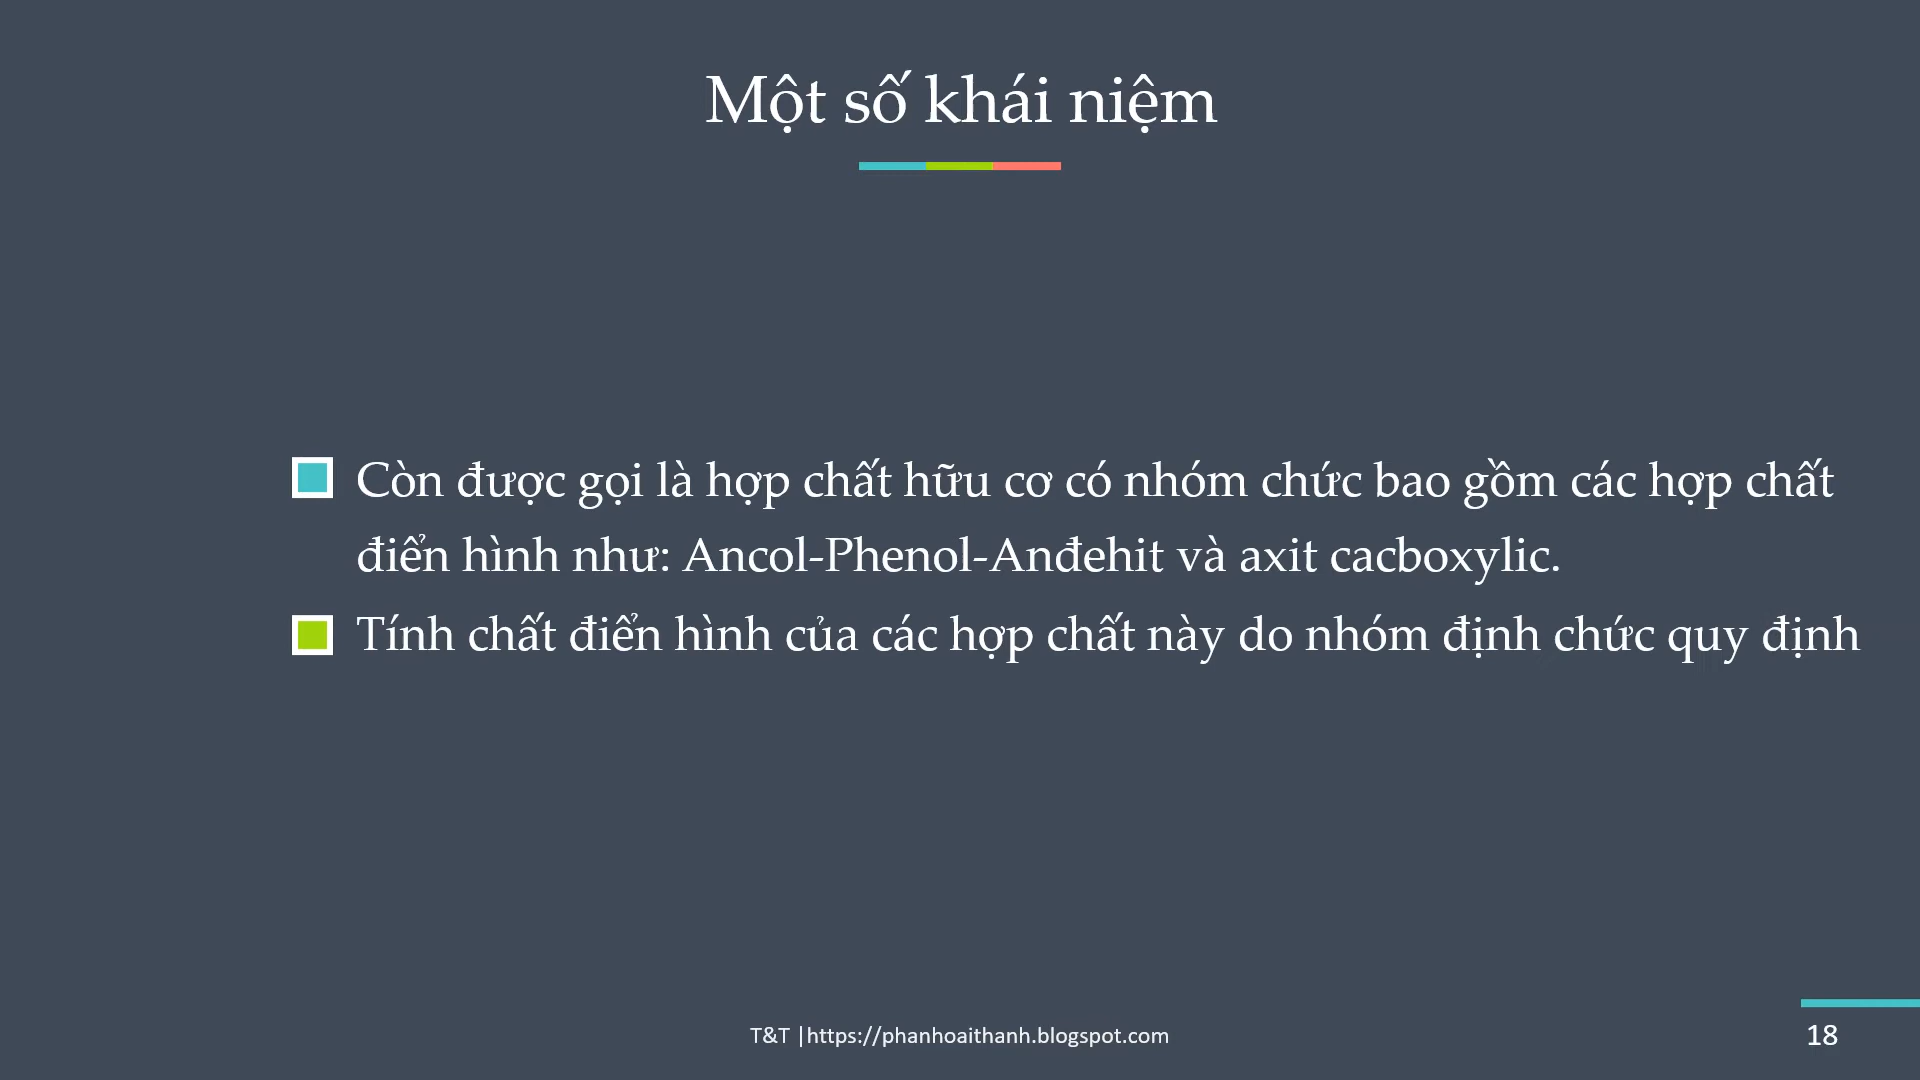 Một số khái niệm
Còn được gọi là hợp chất hữu cơ có nhóm chức bao gồm các hợp chất
điển hình như: Ancol-Phenol-Anđehit và axit cacboxylic.
Tính chất điển hình của các hợp chất này do nhóm định chức quy định
T&T |https://phanhoaithanh.blogspot.com
18